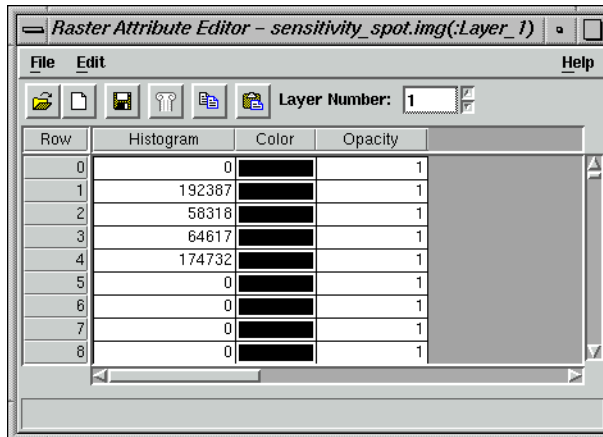 Raster Attribute Editor – sensitivity_spot.img(:Layer_1)
File Edit Help
Layer Number: 1
Row Histogram Color Opacity
0 0 1
1 192387 1
2 58318 1
3 64617 1
4 174732 1
5 0 1
6 0 1
7 0 1
8 0 1